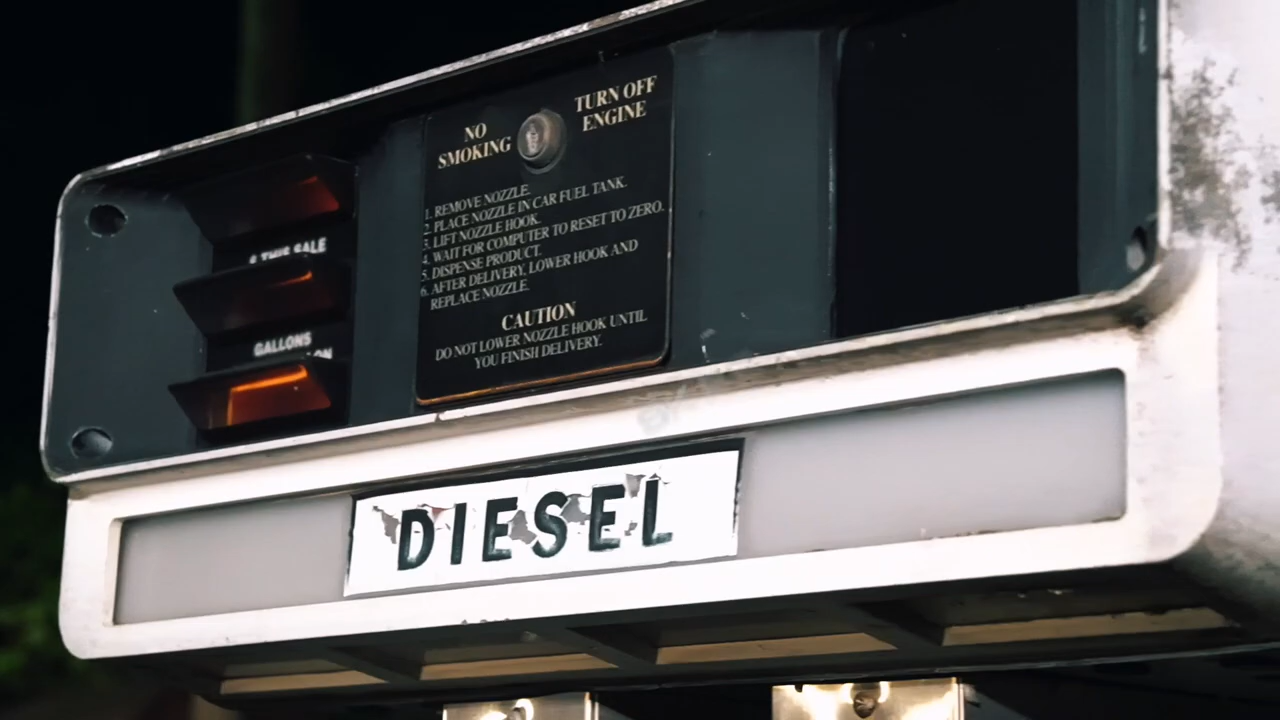 NO
SMOKING
TURN OFF
ENGINE
1. REMOVE NOZZLE.
2. PLACE NOZZLE IN CAR FUEL TANK.
3. LIFT NOZZLE HOOK.
4. WAIT FOR COMPUTER TO RESET TO ZERO.
5. DISPENSE PRODUCT.
6. AFTER DELIVERY, LOWER HOOK AND
REPLACE NOZZLE.
CAUTION
DO NOT LOWER NOZZLE HOOK UNTIL
YOU FINISH DELIVERY.
THIS SALE
GALLONS
DIESEL